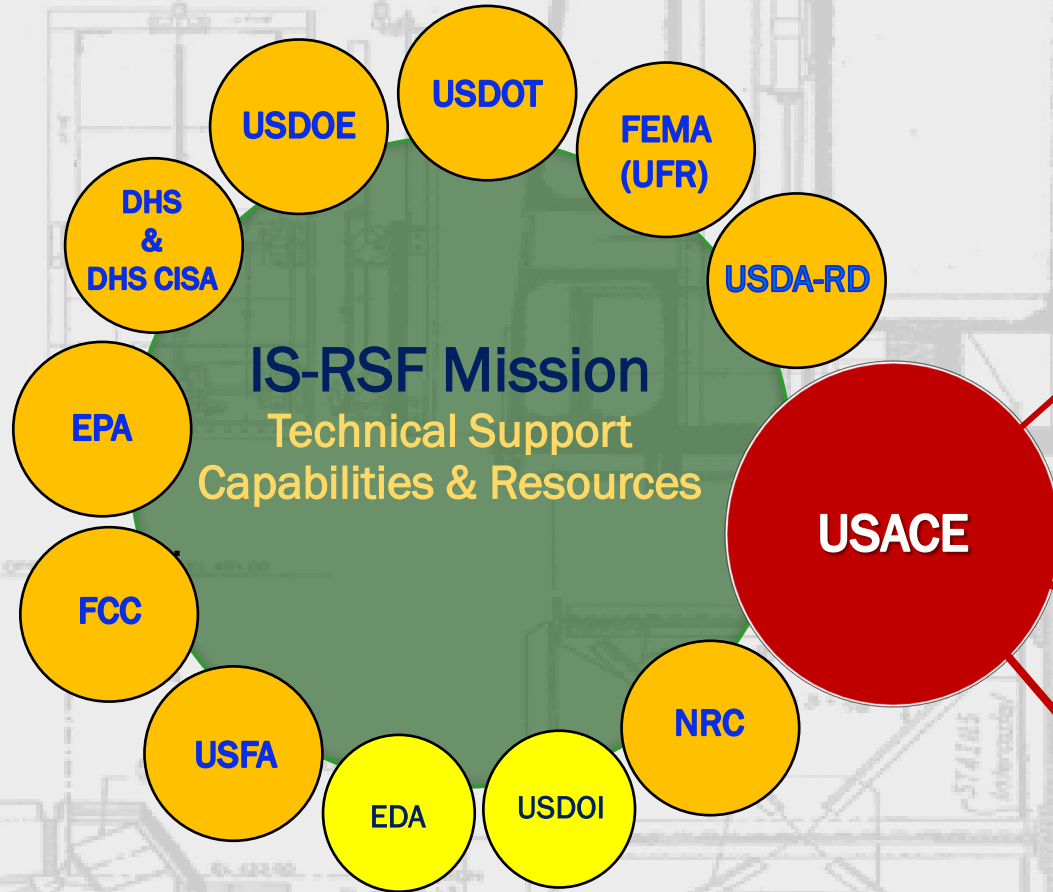 USDOT
USDOE
FEMA
(UFR)
DHS
&
DHS CISA
USDA-RD
IS-RSF Mission
Technical Support
Capabilities & Resources
EPA
USACE
FCC
NRC
USFA
EDA
USDOI